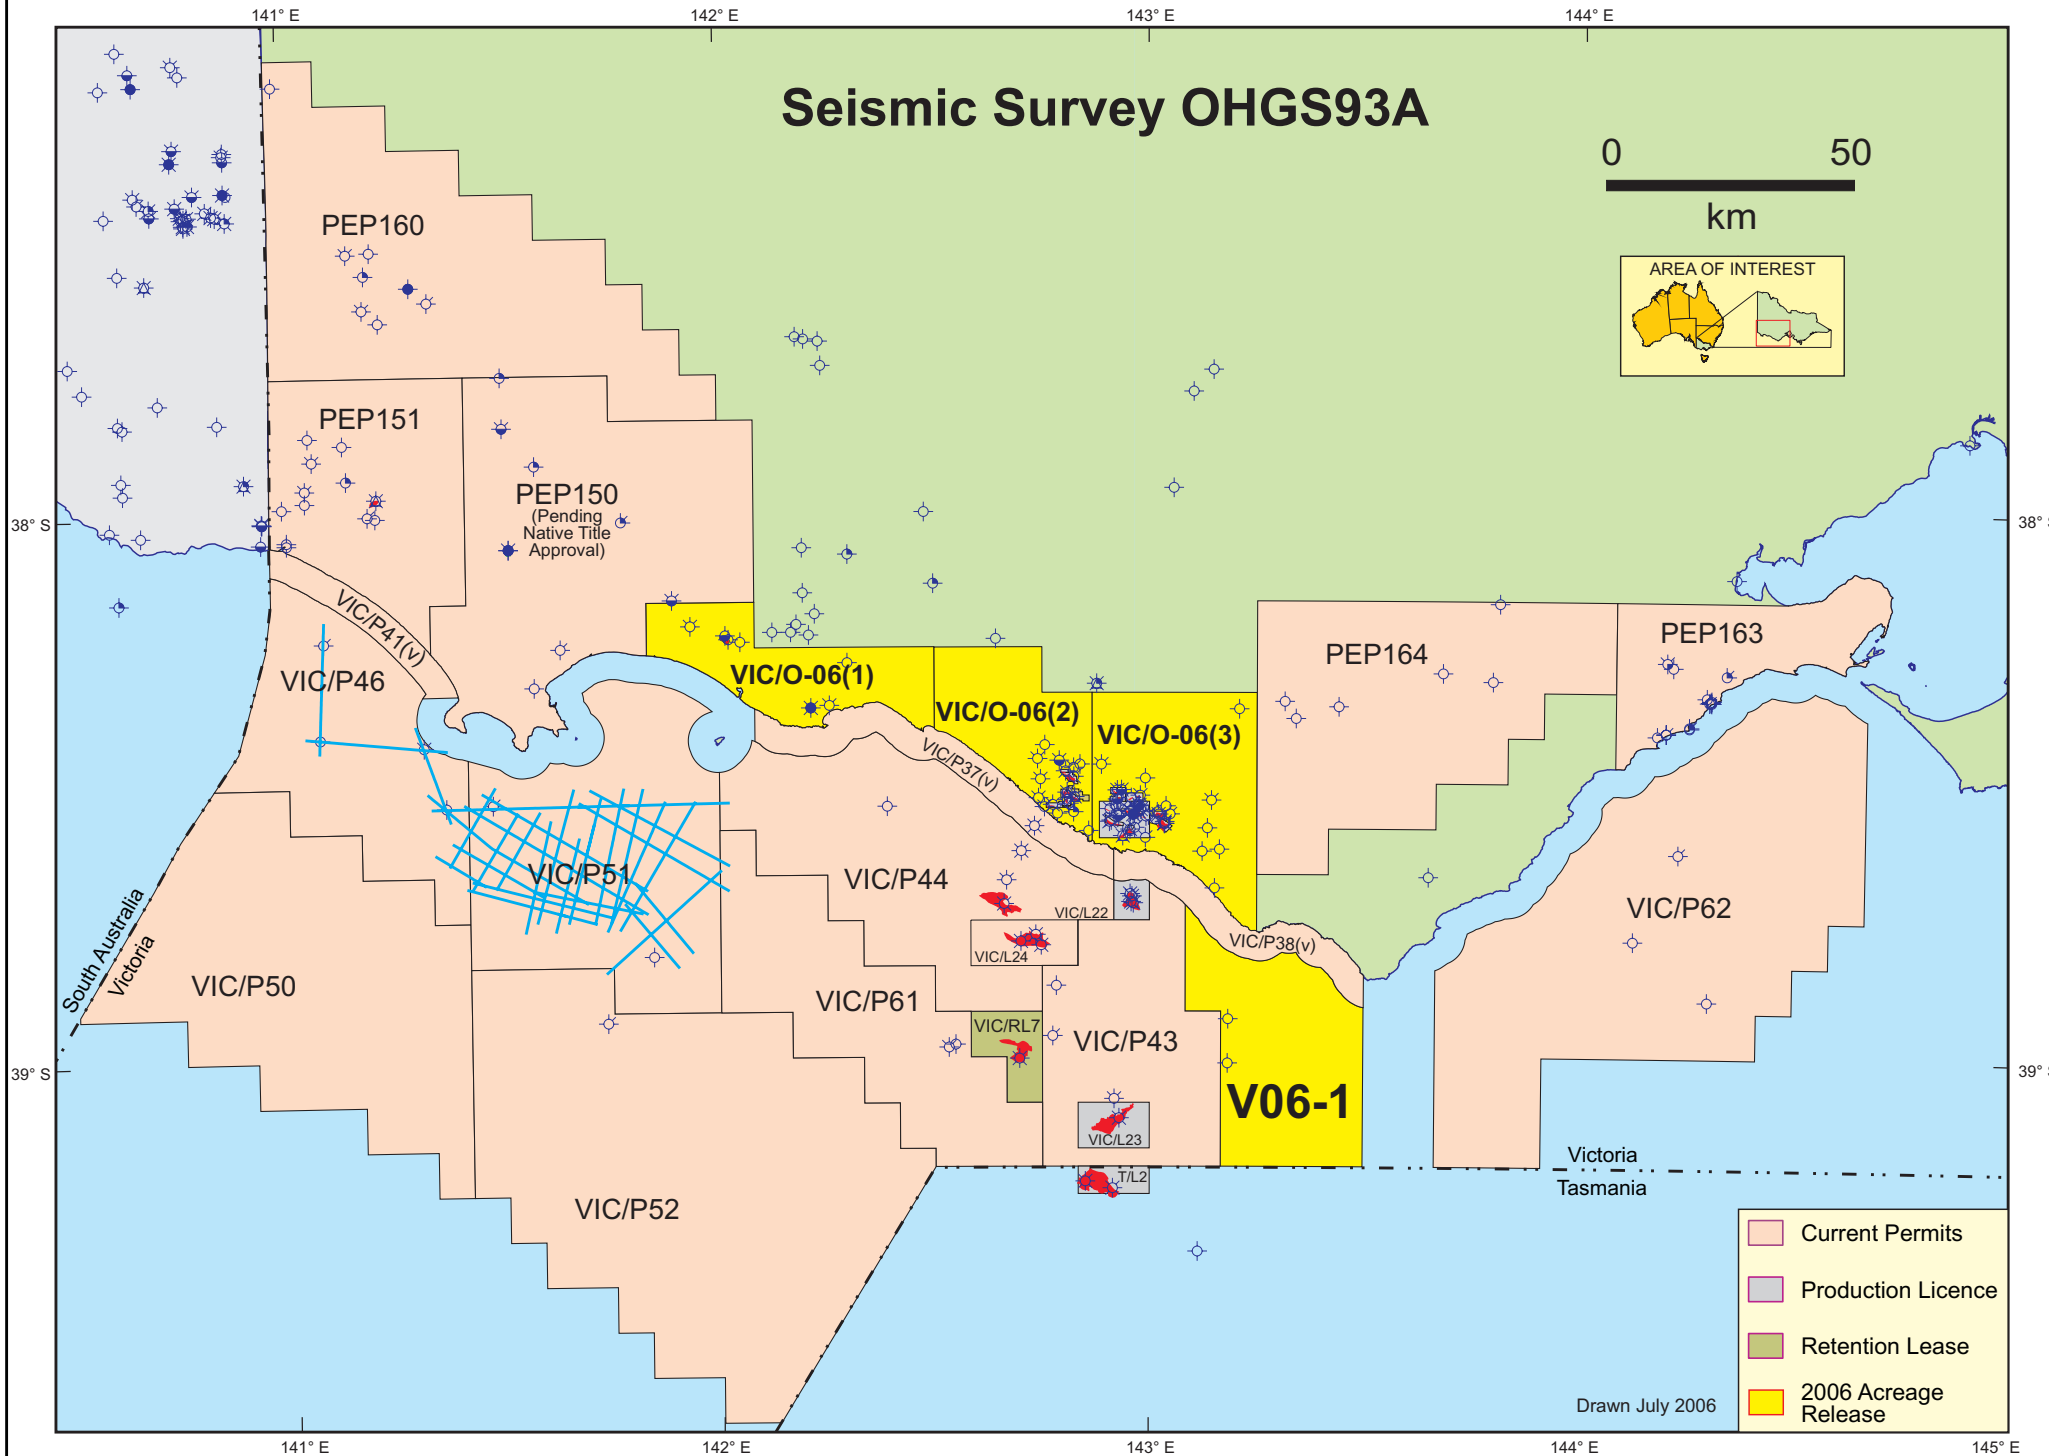 141° E
142° E
143° E
144° E
Seismic Survey OHGS93A
0
50
km
AREA OF INTEREST
PEP160
PEP151
PEP150
(Pending
Native Title
Approval)
38° S
38° S
VIC/P41(v)
VIC/P46
VIC/O-06(1)
VIC/O-06(2)
VIC/O-06(3)
PEP164
PEP163
VIC/P37(v)
VIC/P51
VIC/P44
VIC/L22
VIC/L24
VIC/P38(v)
VIC/P62
South Australia
Victoria
VIC/P50
VIC/P61
VIC/RL7
VIC/P43
39° S
39° S
V06-1
VIC/L23
T/L2
Victoria
Tasmania
VIC/P52
Current Permits
Production Licence
Retention Lease
2006 Acreage
Release
Drawn July 2006
141° E
142° E
143° E
144° E
145° E